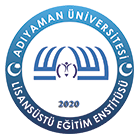 ADIYAMAN ÜNİVERSİTESİ
2020
LİSANSÜSTÜ EĞİTİM ENSTİTÜSÜ